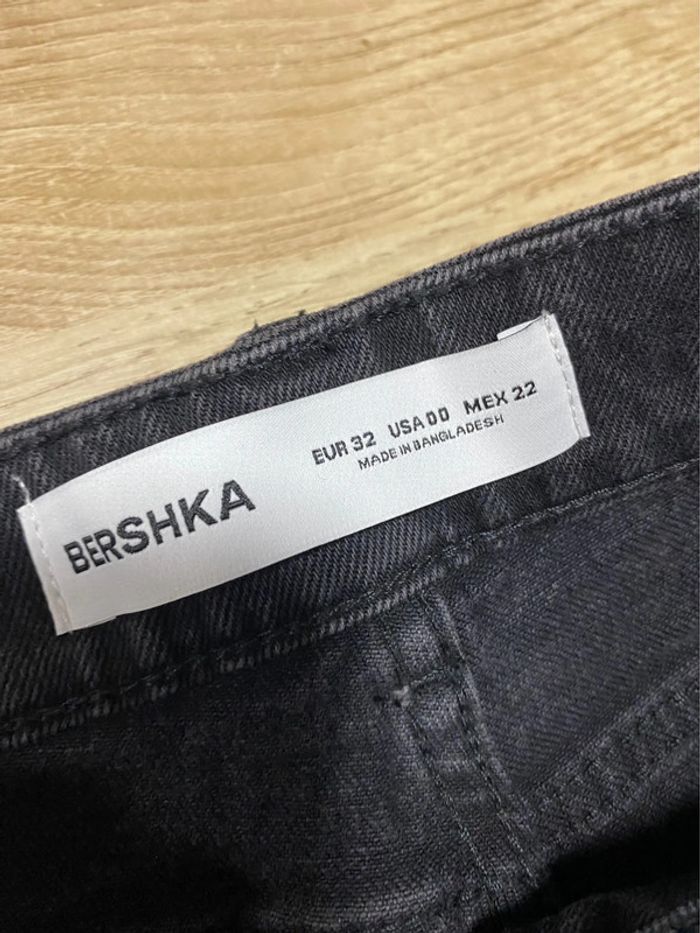 BERSHKA
EUR 32 USA 00 MEX 22
MADE IN BANGLADESH